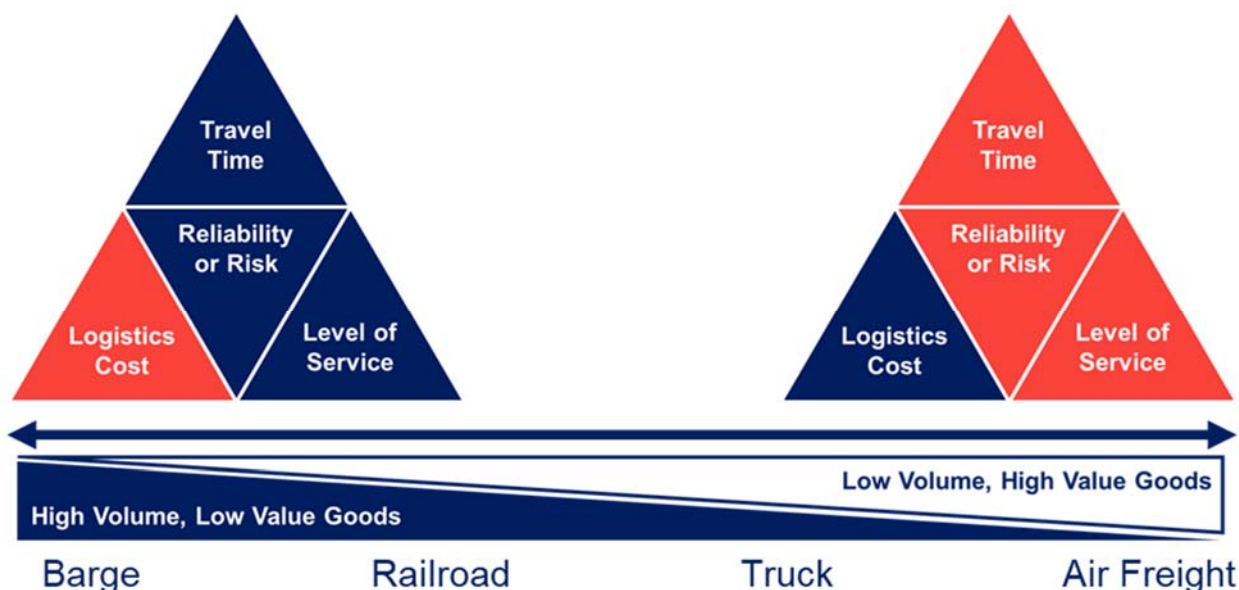 Travel
Time
Reliability
or Risk
Logistics
Cost
Level of
Service
Travel
Time
Reliability
or Risk
Logistics
Cost
Level of
Service
Low Volume, High Value Goods
High Volume, Low Value Goods
Barge
Railroad
Truck
Air Freight